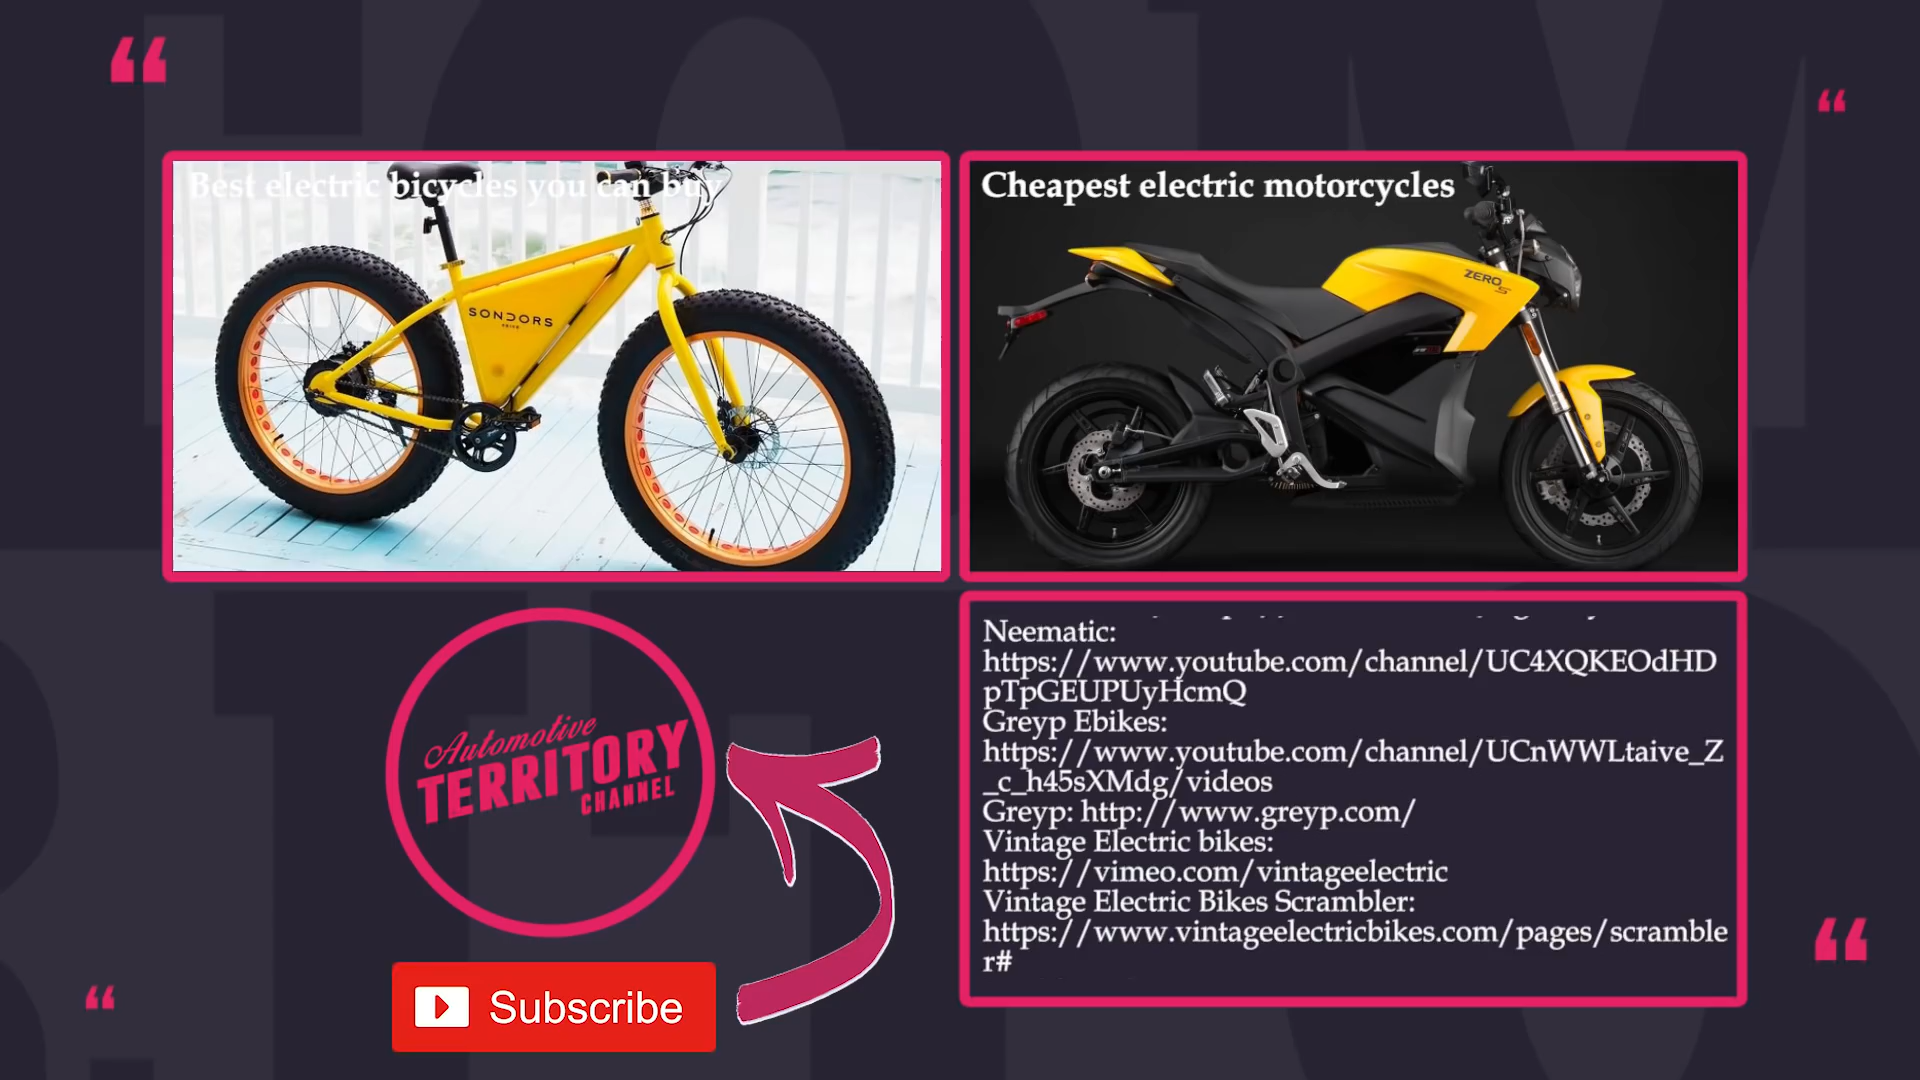 Best electric bicycles you can buy
SONDORS
Cheapest electric motorcycles
ZERO
S
Neematic:
https://www.youtube.com/channel/UC4XQKEOdHD
pTpGEUPUyHcmQ
Greyp Ebikes:
https://www.youtube.com/channel/UCnWWLtaive_Z
_c_h45sXMdg/videos
Greyp: http://www.greyp.com/
Vintage Electric bikes:
https://vimeo.com/vintageelectric
Vintage Electric Bikes Scrambler:
https://www.vintageelectricbikes.com/pages/scramble
r#
Automotive
TERRITORY
CHANNEL
Subscribe